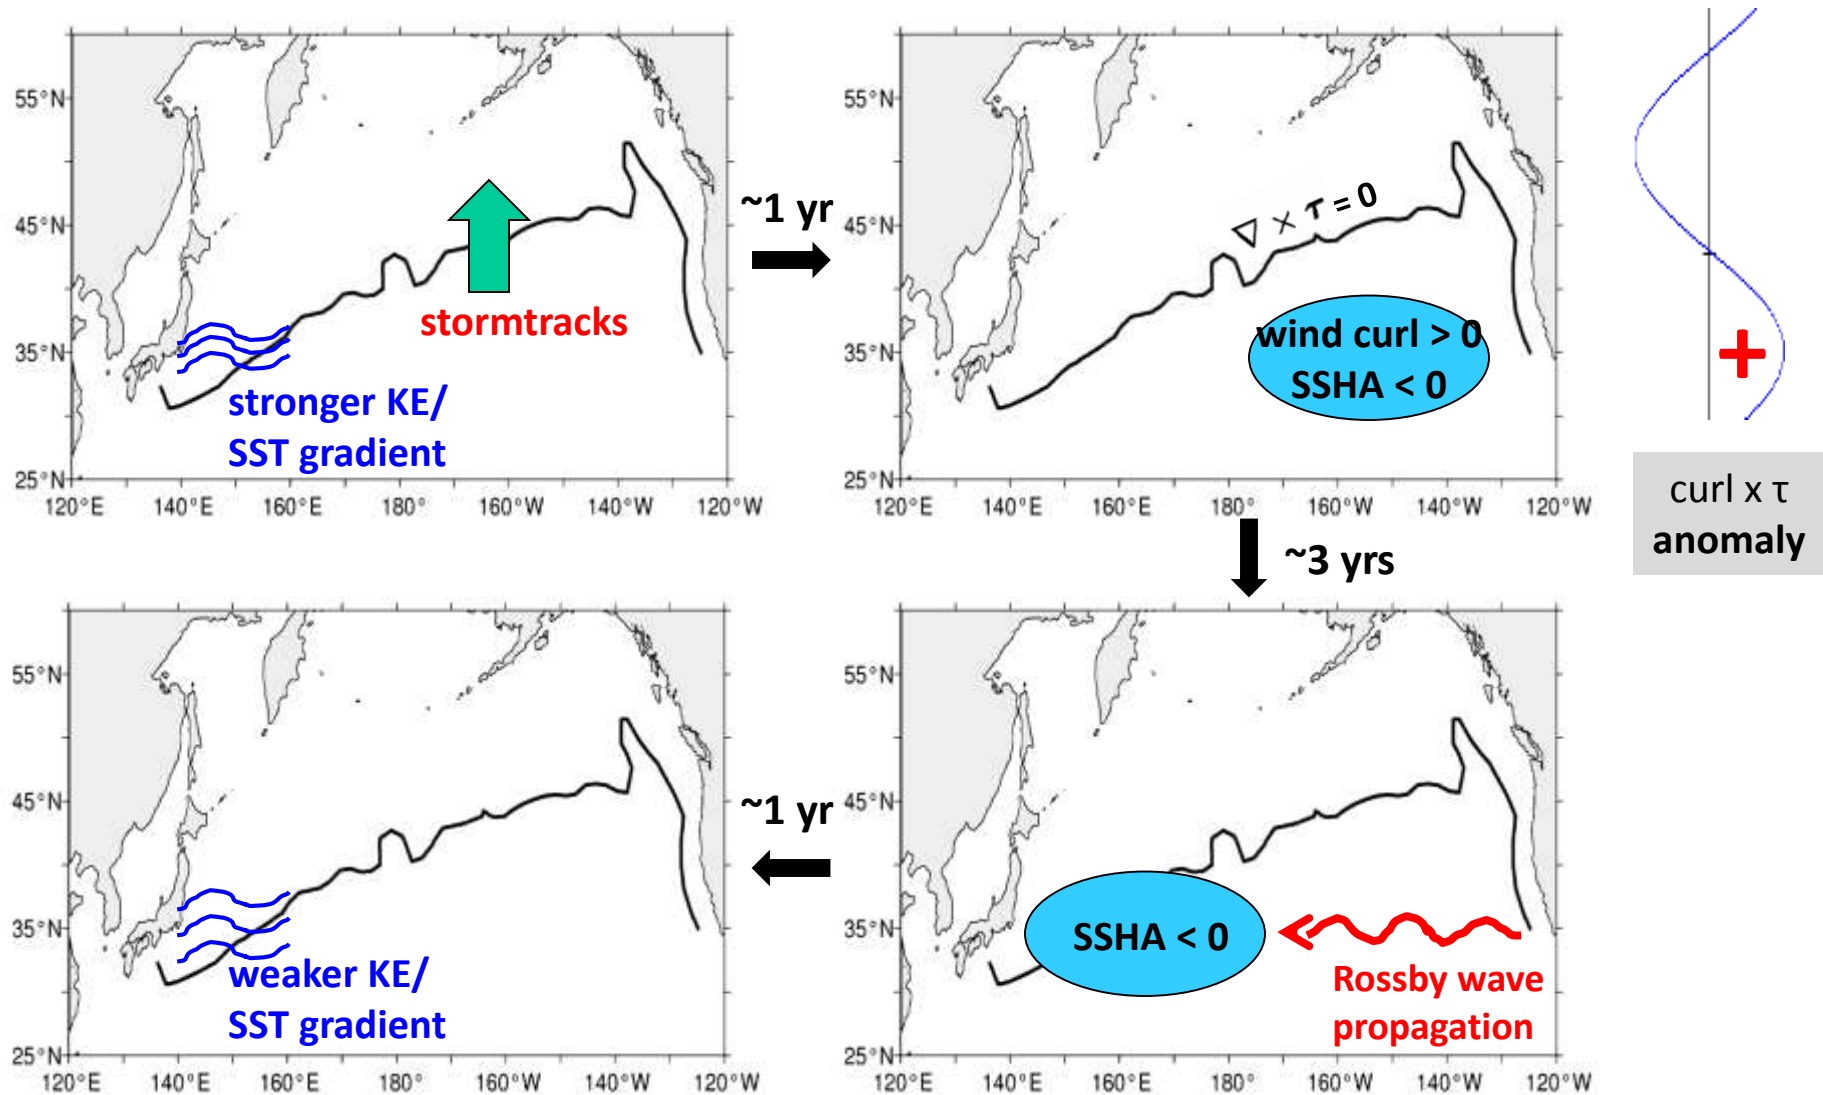 55°N
45°N
35°N
25°N
120°E 140°E 160°E 180° 160°W 140°W 120°W
stormtracks
stronger KE/
SST gradient
~1 yr
55°N
45°N
35°N
25°N
120°E 140°E 160°E 180° 160°W 140°W 120°W
∇ × τ = 0
wind curl > 0
SSHA < 0
+
curl x τ
anomaly
~3 yrs
55°N
45°N
35°N
25°N
120°E 140°E 160°E 180° 160°W 140°W 120°W
weaker KE/
SST gradient
~1 yr
55°N
45°N
35°N
25°N
120°E 140°E 160°E 180° 160°W 140°W 120°W
SSHA < 0
Rossby wave
propagation